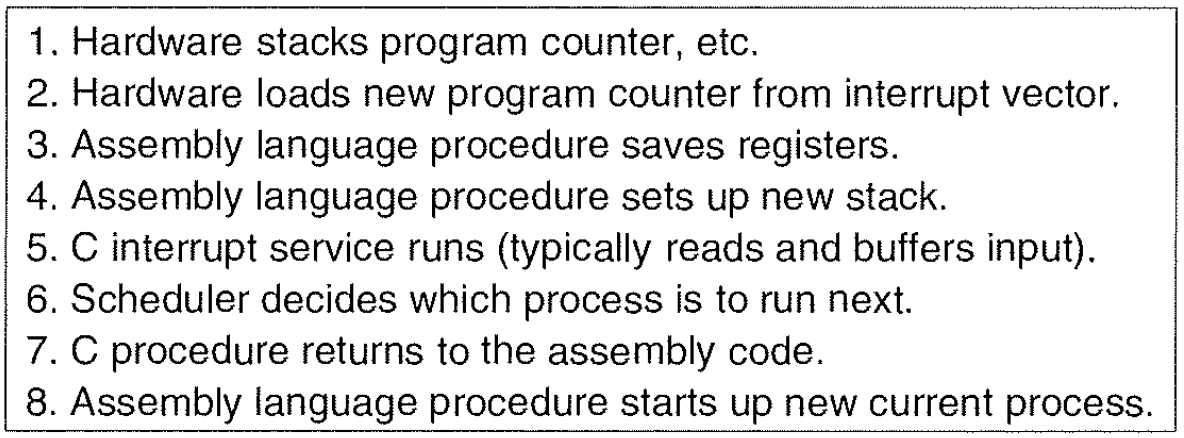 1. Hardware stacks program counter, etc.
2. Hardware loads new program counter from interrupt vector.
3. Assembly language procedure saves registers.
4. Assembly language procedure sets up new stack.
5. C interrupt service runs (typically reads and buffers input).
6. Scheduler decides which process is to run next.
7. C procedure returns to the assembly code.
8. Assembly language procedure starts up new current process.